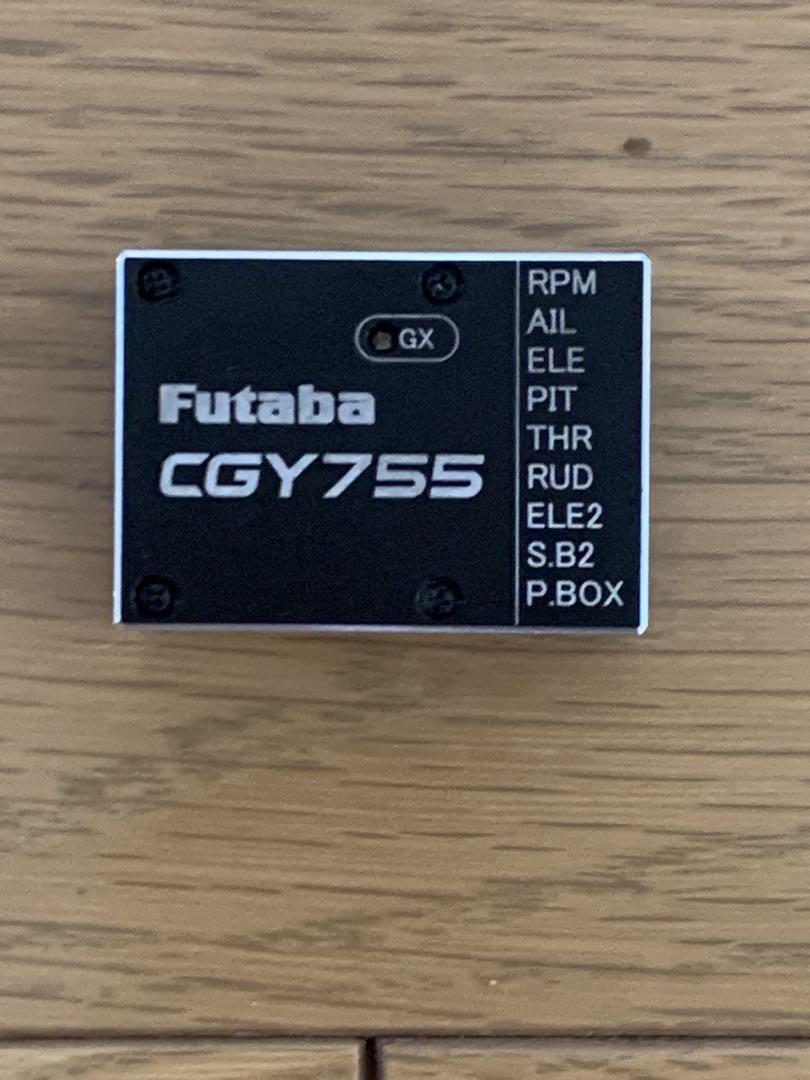 GX
Futaba
CGY755
RPM
AIL
ELE
PIT
THR
RUD
ELE2
S.B2
P.BOX